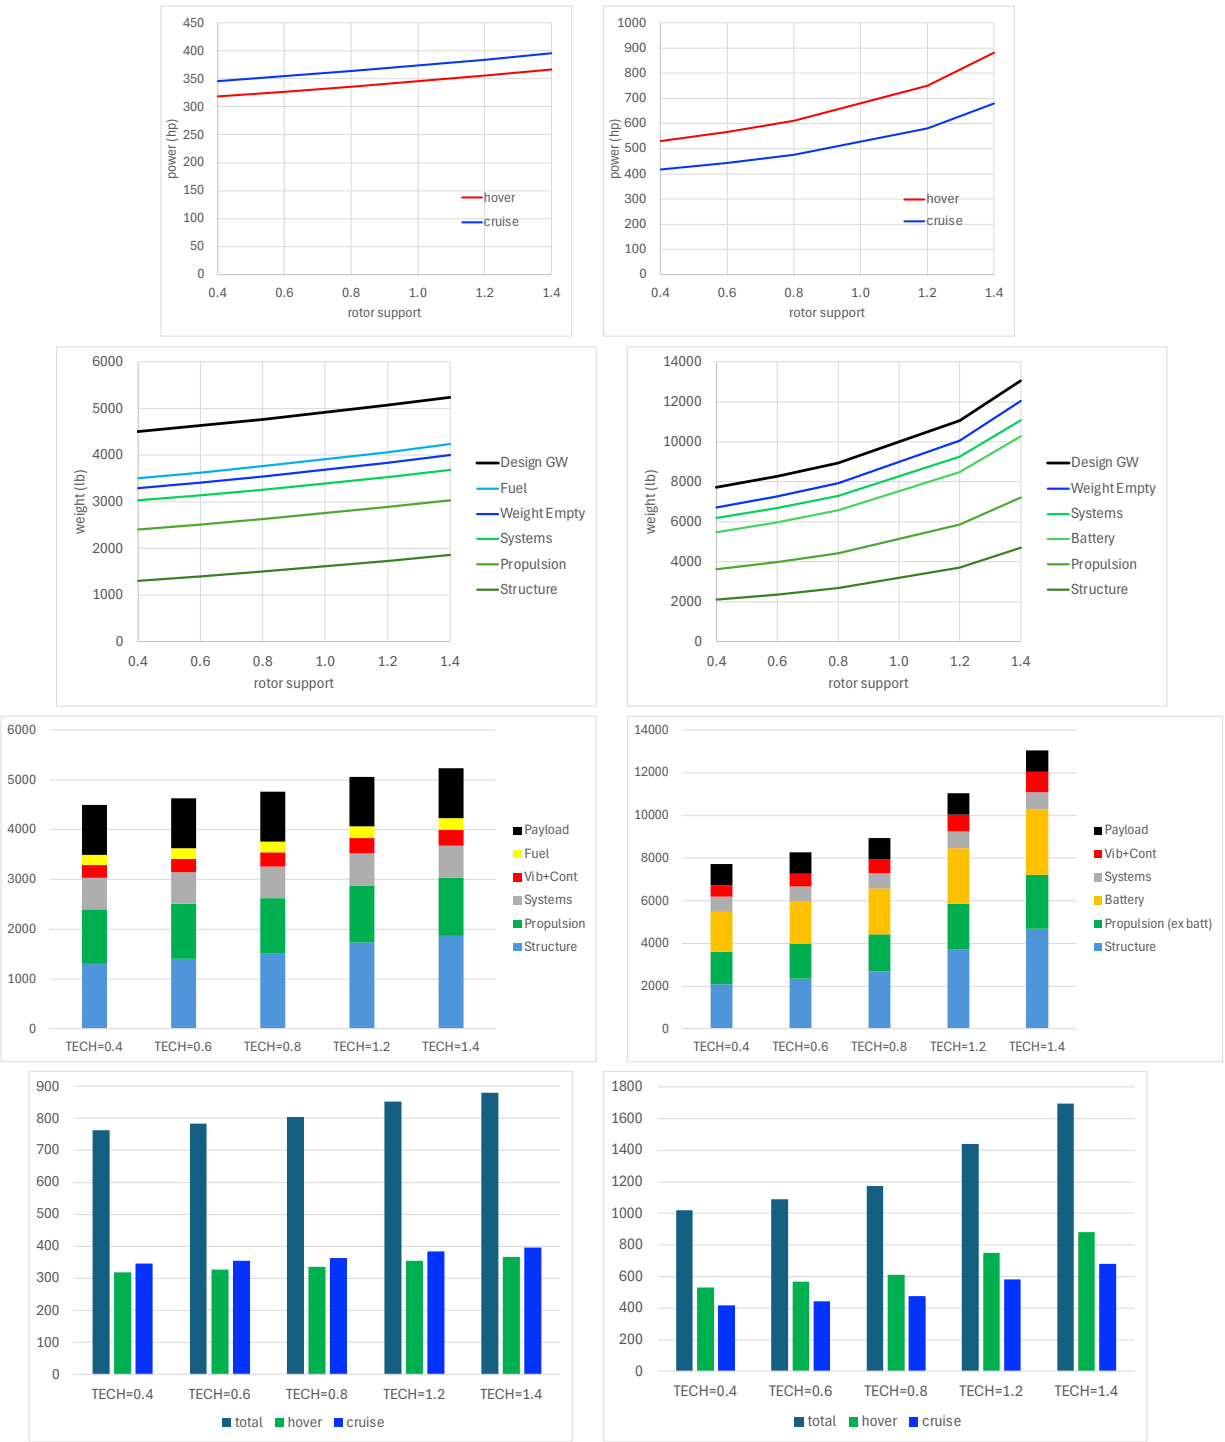 450
400
350
300
250
200
150
100
50
0
power (hp)
hover
cruise
0.4 0.6 0.8 1.0 1.2 1.4
rotor support
1000
900
800
700
600
500
400
300
200
100
0
power (hp)
hover
cruise
0.4 0.6 0.8 1.0 1.2 1.4
rotor support
6000
5000
4000
3000
2000
1000
0
weight (lb)
Design GW
Fuel
Weight Empty
Systems
Propulsion
Structure
0.4 0.6 0.8 1.0 1.2 1.4
rotor support
14000
12000
10000
8000
6000
4000
2000
0
weight (lb)
Design GW
Weight Empty
Systems
Battery
Propulsion
Structure
0.4 0.6 0.8 1.0 1.2 1.4
rotor support
6000
5000
4000
3000
2000
1000
0
Payload
Fuel
Vib+Cont
Systems
Propulsion
Structure
TECH=0.4 TECH=0.6 TECH=0.8 TECH=1.2 TECH=1.4
14000
12000
10000
8000
6000
4000
2000
0
Payload
Vib+Cont
Systems
Battery
Propulsion (ex batt)
Structure
TECH=0.4 TECH=0.6 TECH=0.8 TECH=1.2 TECH=1.4
900
800
700
600
500
400
300
200
100
0
TECH=0.4 TECH=0.6 TECH=0.8 TECH=1.2 TECH=1.4
total hover cruise
1800
1600
1400
1200
1000
800
600
400
200
0
TECH=0.4 TECH=0.6 TECH=0.8 TECH=1.2 TECH=1.4
total hover cruise